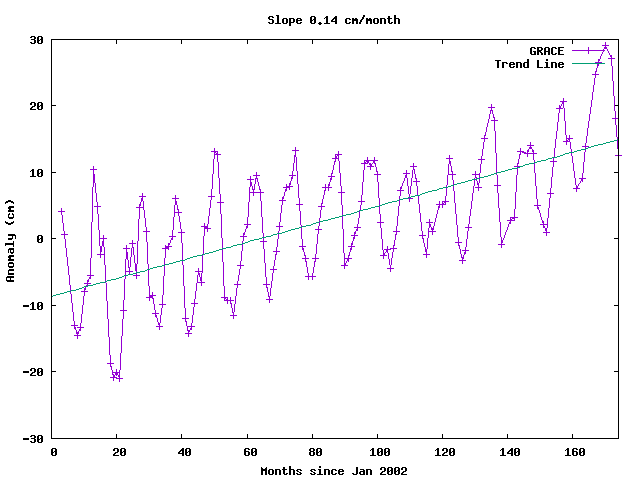 Slope 0.14 cm/month
GRACE
Trend Line
30
20
10
0
-10
-20
-30
Anomaly (cm)
0 20 40 60 80 100 120 140 160
Months since Jan 2002